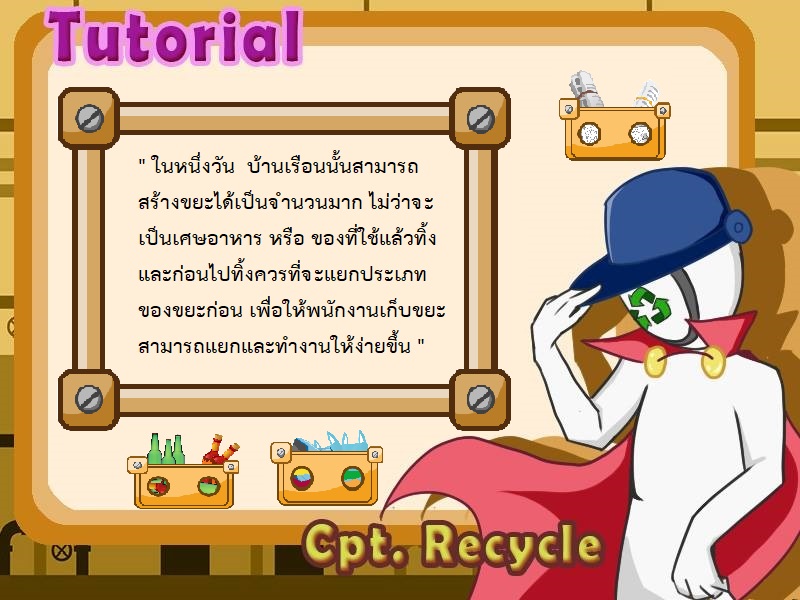 Tutorial
" ในหนึ่งวัน บ้านเรือนนั้นสามารถ
สร้างขยะได้เป็นจำนวนมาก ไม่ว่าจะ
เป็นเศษอาหาร หรือ ของที่ใช้แล้วทิ้ง
และก่อนไปทิ้งควรที่จะแยกประเภท
ของขยะก่อน เพื่อให้พนักงานเก็บขยะ
สามารถแยกและทำงานให้ง่ายขึ้น "
Cpt. Recycle